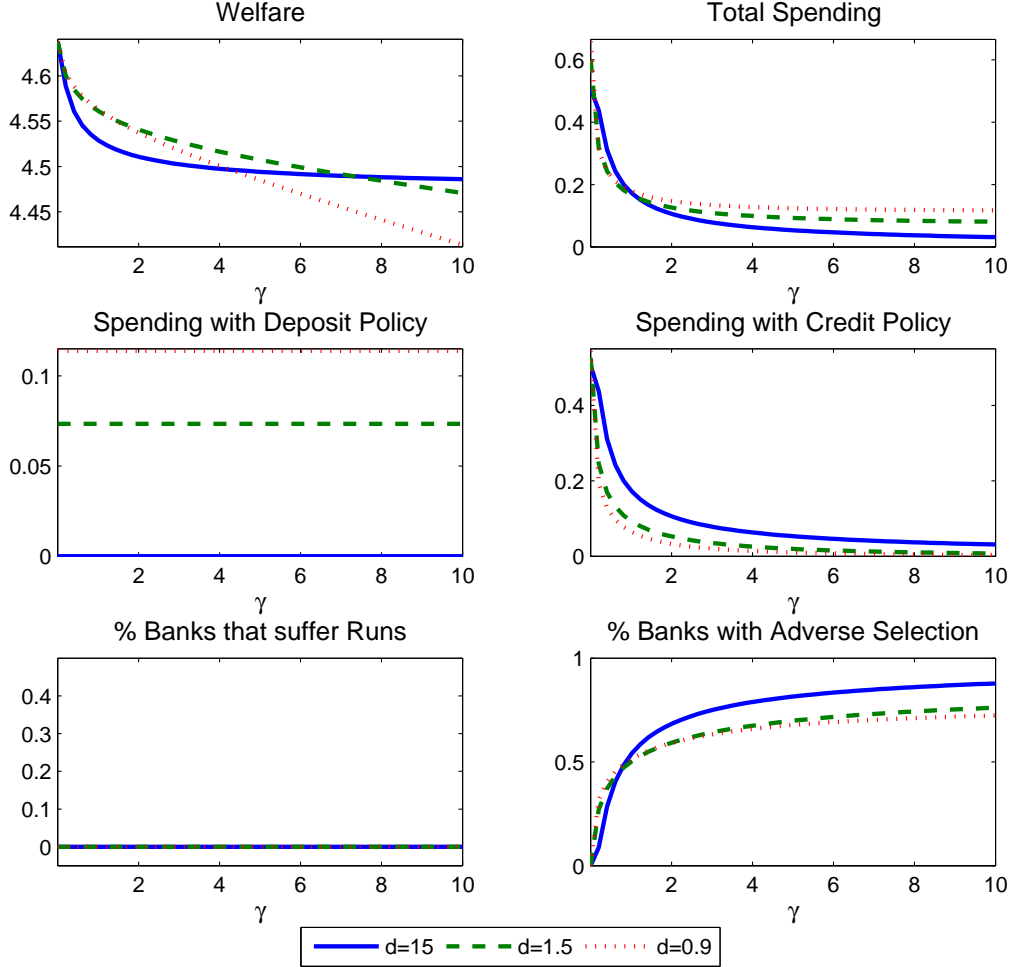 Welfare
Total Spending
4.6
4.55
4.5
4.45
2 4 6 8 10
γ
0.6
0.4
0.2
0
2 4 6 8 10
γ
Spending with Deposit Policy
Spending with Credit Policy
0.1
0.05
0
2 4 6 8 10
γ
0.4
0.2
0
2 4 6 8 10
γ
% Banks that suffer Runs
% Banks with Adverse Selection
0.4
0.3
0.2
0.1
0
2 4 6 8 10
γ
1
0.5
0
2 4 6 8 10
γ
d=15 d=1.5 d=0.9